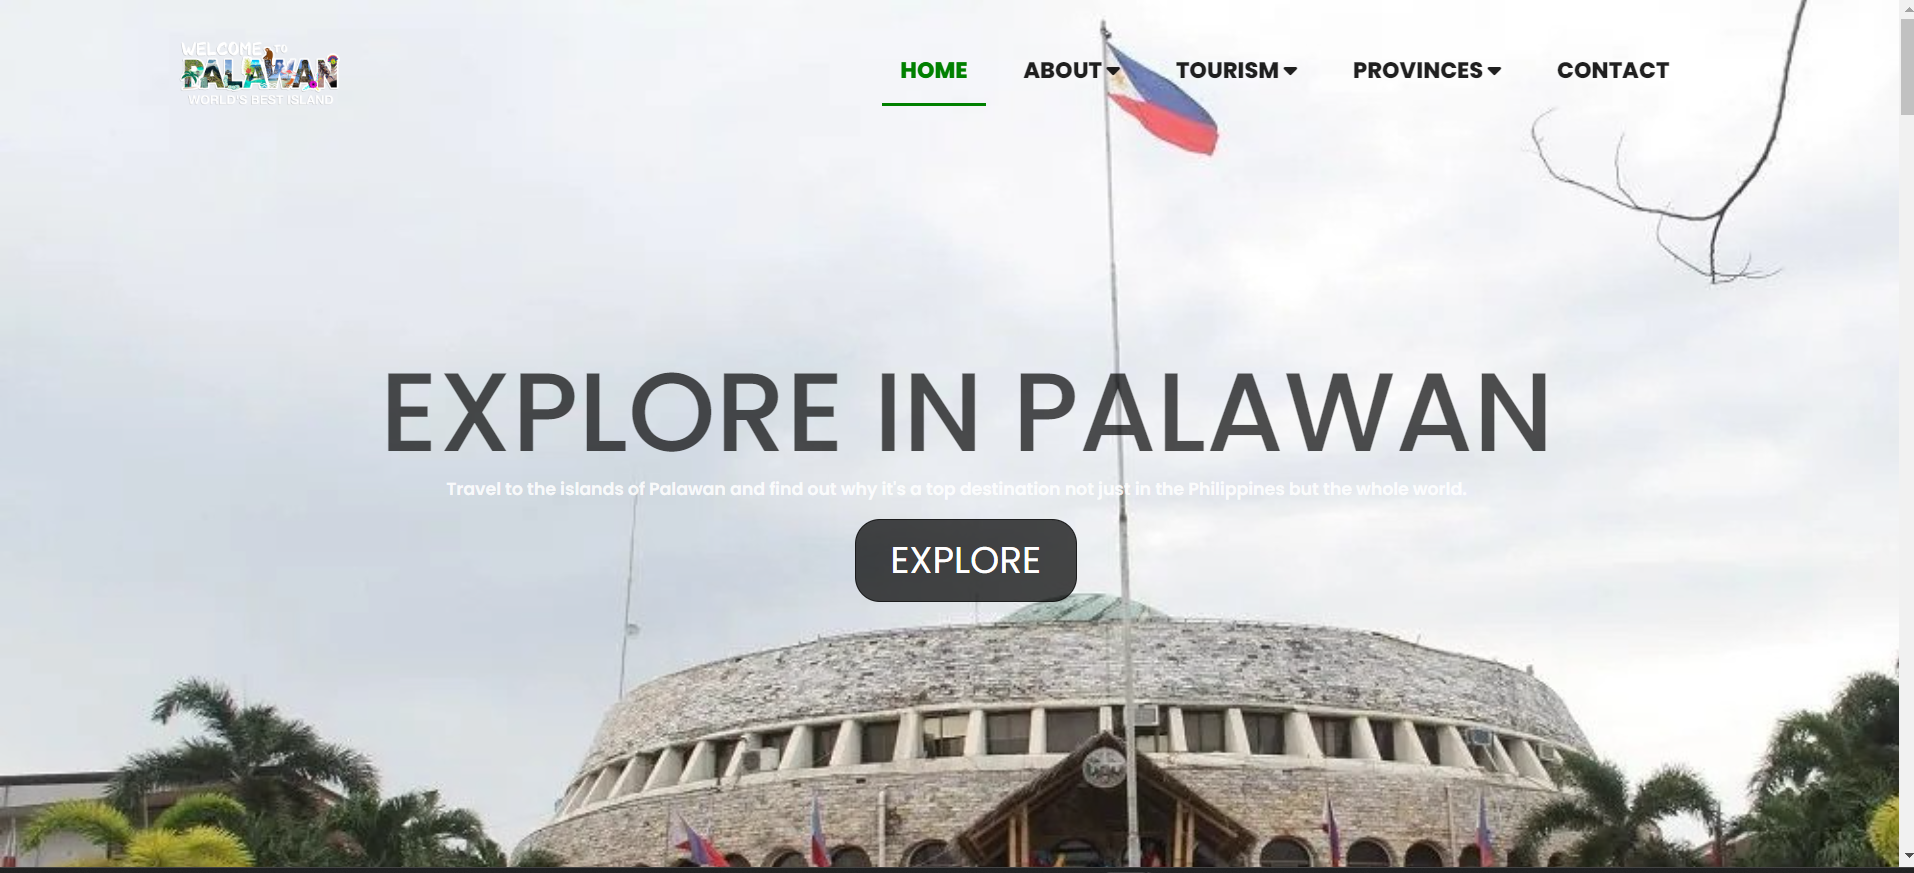 WELCOME TO
PALAWAN
WORLD'S BEST ISLAND
HOME ABOUT TOURISM PROVINCES CONTACT
EXPLORE IN PALAWAN
Travel to the islands of Palawan and find out why it's a top destination not just in the Philippines but the whole world.
EXPLORE